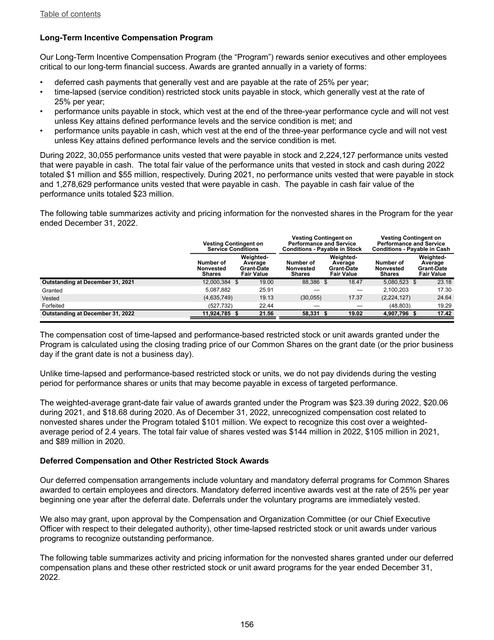 Table of contents
Long-Term Incentive Compensation Program
Our Long-Term Incentive Compensation Program (the “Program”) rewards senior executives and other employees
critical to our long-term financial success. Awards are granted annually in a variety of forms:
• deferred cash payments that generally vest and are payable at the rate of 25% per year;
• time-lapsed (service condition) restricted stock units payable in stock, which generally vest at the rate of
25% per year;
• performance units payable in stock, which vest at the end of the three-year performance cycle and will not vest
unless Key attains defined performance levels and the service condition is met; and
• performance units payable in cash, which vest at the end of the three-year performance cycle and will not vest
unless Key attains defined performance levels and the service condition is met.
During 2022, 30,055 performance units vested that were payable in stock and 2,224,127 performance units vested
that were payable in cash. The total fair value of the performance units that vested in stock and cash during 2022
totaled $1 million and $55 million, respectively. During 2021, no performance units vested that were payable in stock
and 1,278,629 performance units vested that were payable in cash. The payable in cash fair value of the
performance units totaled $23 million.
The following table summarizes activity and pricing information for the nonvested shares in the Program for the year
ended December 31, 2022.
Vesting Contingent on Service Conditions Vesting Contingent on Performance and Service Conditions - Payable in Stock Vesting Contingent on Performance and Service Conditions - Payable in Cash
Number of Nonvested Shares Weighted-Average Grant-Date Fair Value Number of Nonvested Shares Weighted-Average Grant-Date Fair Value Number of Nonvested Shares Weighted-Average Grant-Date Fair Value
Outstanding at December 31, 2021 12,000,384 $ 19.00 88,386 $ 18.47 5,080,523 $ 23.18
Granted 5,087,882 25.91 — — 2,100,203 17.30
Vested (4,635,749) 19.13 (30,055) 17.37 (2,224,127) 24.64
Forfeited (527,732) 22.44 — — (48,803) 19.29
Outstanding at December 31, 2022 11,924,785 $ 21.56 58,331 $ 19.02 4,907,796 $ 17.42
The compensation cost of time-lapsed and performance-based restricted stock or unit awards granted under the
Program is calculated using the closing trading price of our Common Shares on the grant date (or the prior business
day if the grant date is not a business day).
Unlike time-lapsed and performance-based restricted stock or units, we do not pay dividends during the vesting
period for performance shares or units that may become payable in excess of targeted performance.
The weighted-average grant-date fair value of awards granted under the Program was $23.39 during 2022, $20.06
during 2021, and $18.68 during 2020. As of December 31, 2022, unrecognized compensation cost related to
nonvested shares under the Program totaled $101 million. We expect to recognize this cost over a weighted-
average period of 2.4 years. The total fair value of shares vested was $144 million in 2022, $105 million in 2021,
and $89 million in 2020.
Deferred Compensation and Other Restricted Stock Awards
Our deferred compensation arrangements include voluntary and mandatory deferral programs for Common Shares
awarded to certain employees and directors. Mandatory deferred incentive awards vest at the rate of 25% per year
beginning one year after the deferral date. Deferrals under the voluntary programs are immediately vested.
We also may grant, upon approval by the Compensation and Organization Committee (or our Chief Executive
Officer with respect to their delegated authority), other time-lapsed restricted stock or unit awards under various
programs to recognize outstanding performance.
The following table summarizes activity and pricing information for the nonvested shares granted under our deferred
compensation plans and these other restricted stock or unit award programs for the year ended December 31,
2022.
156